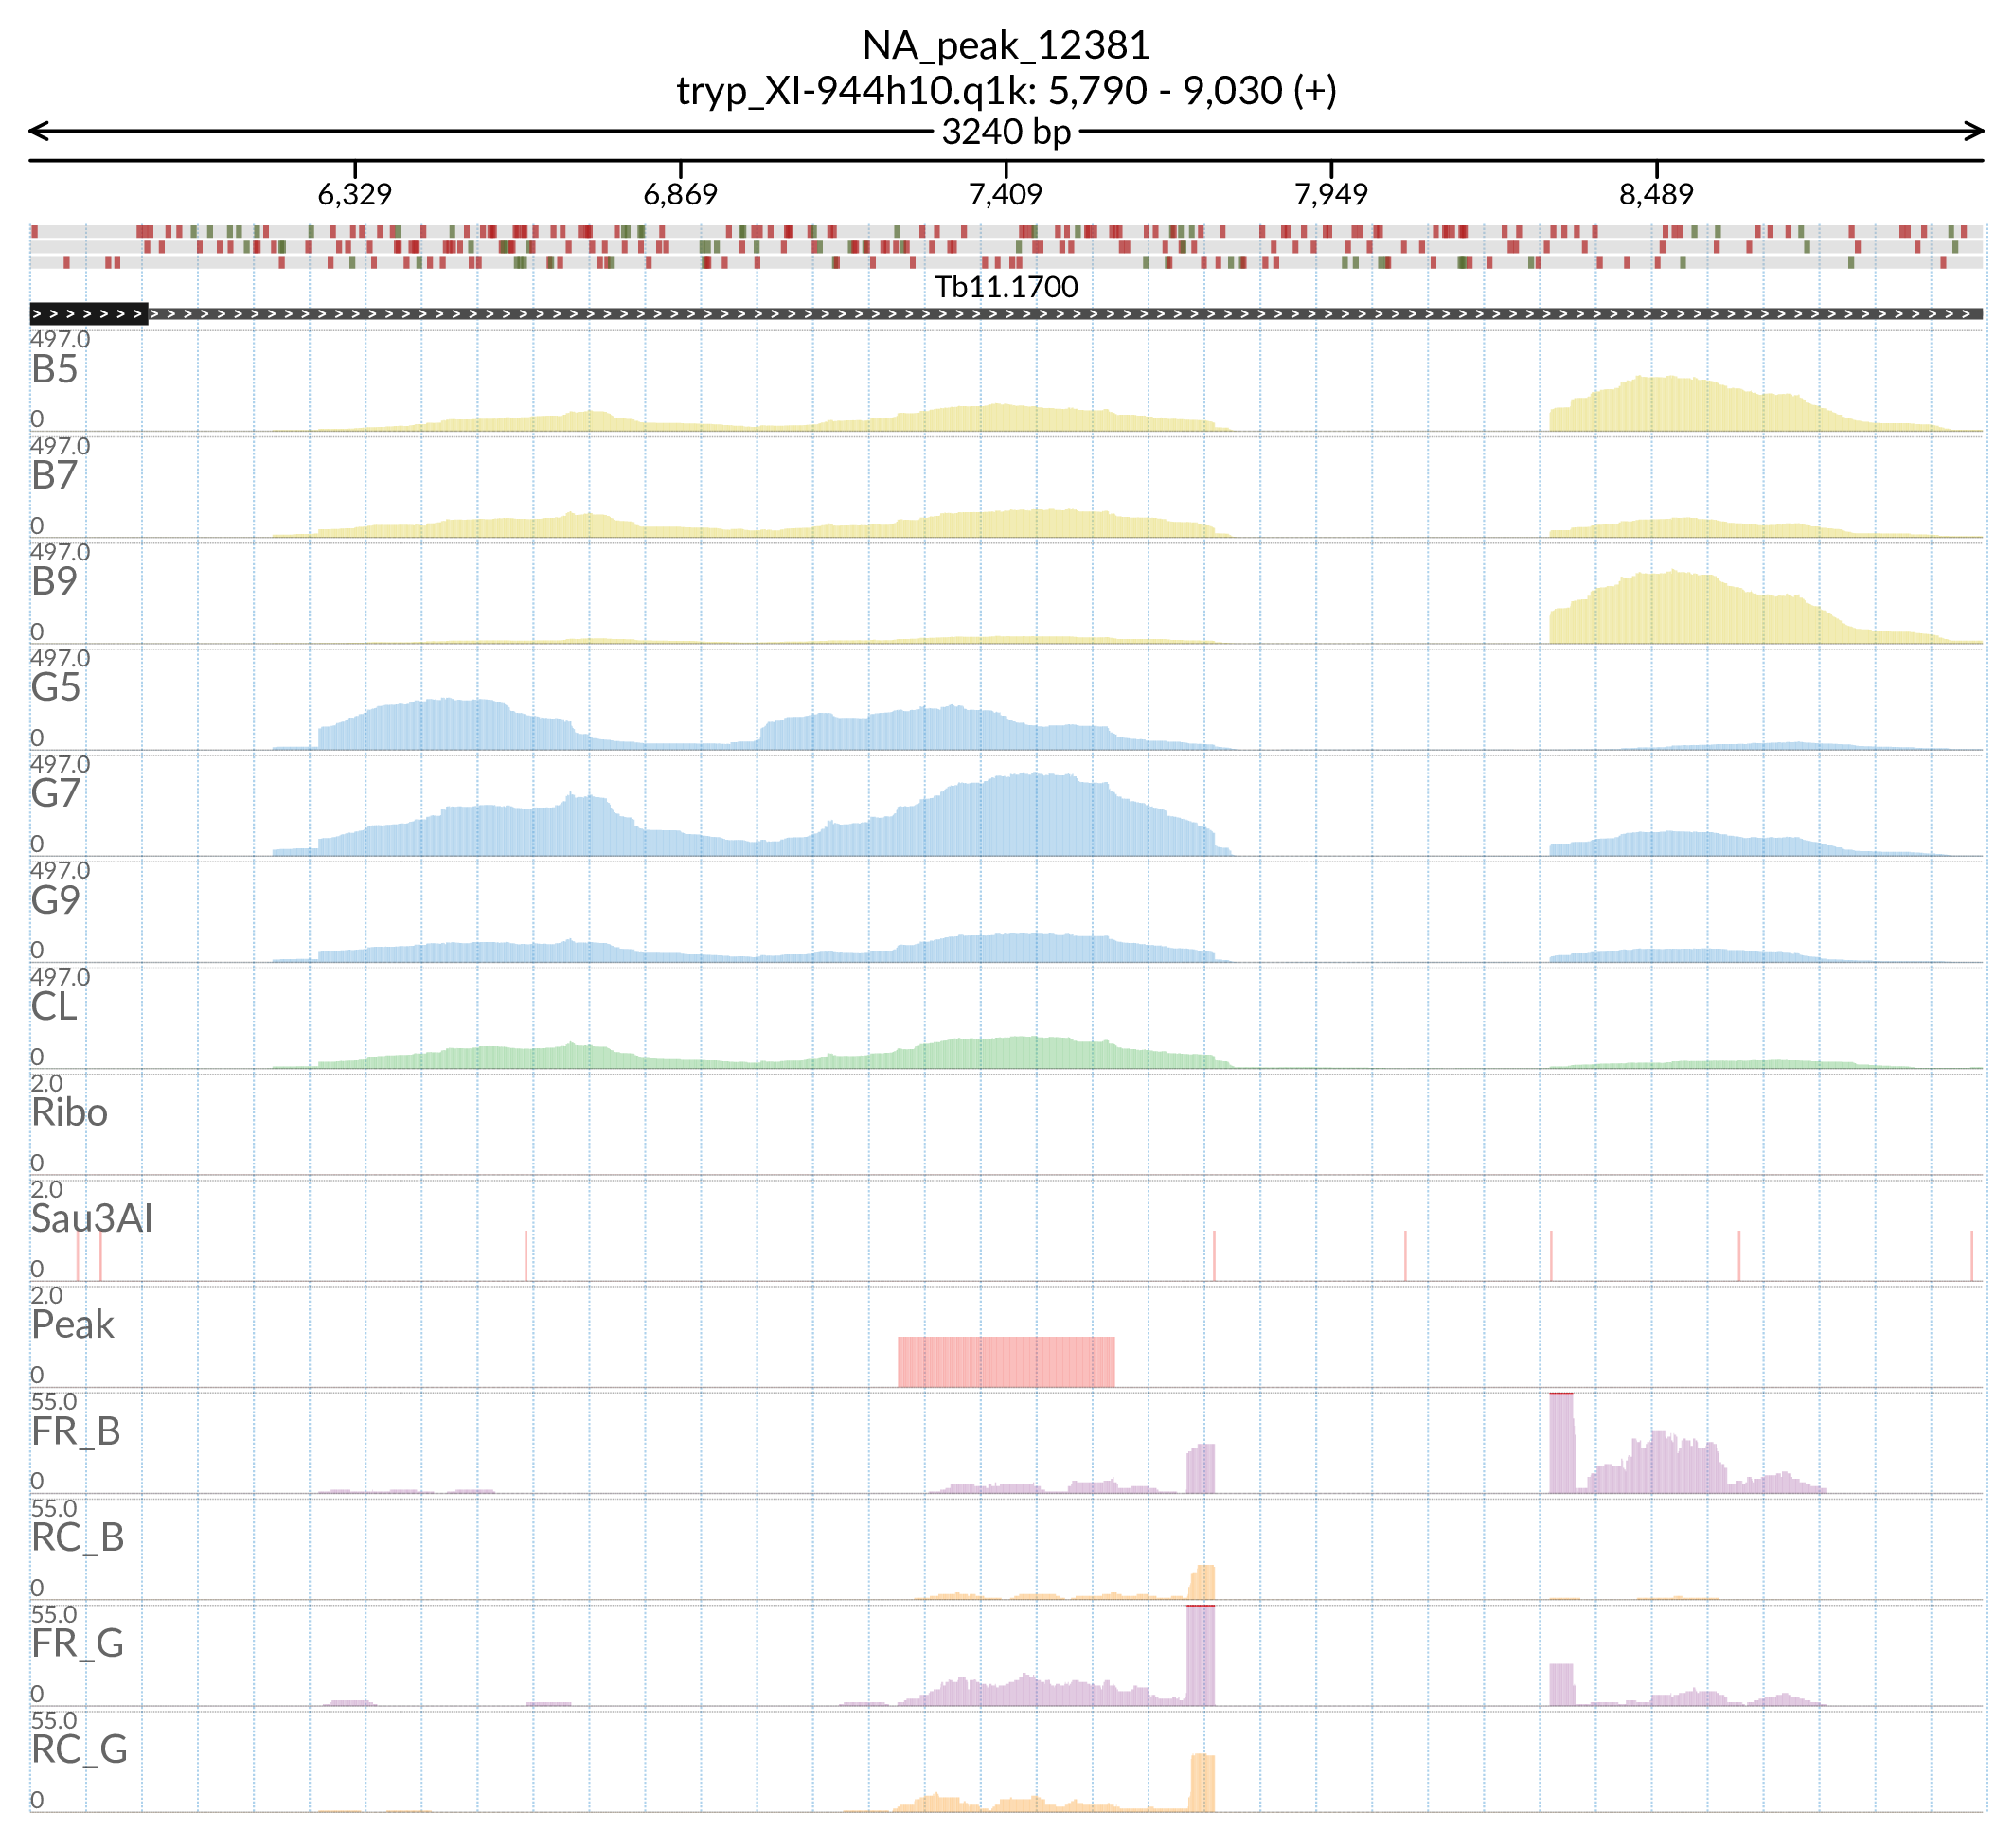 NA_peak_12381
tryp_XI-944h10.q1k: 5,790 - 9,030 (+)
3240 bp
6,329 6,869 7,409 7,949 8,489
Tb11.1700
497.0
B5
0
497.0
B7
0
497.0
B9
0
497.0
G5
0
497.0
G7
0
497.0
G9
0
497.0
CL
0
2.0
Ribo
0
2.0
Sau3AI
0
2.0
Peak
0
55.0
FR_B
0
55.0
RC_B
0
55.0
FR_G
0
55.0
RC_G
0